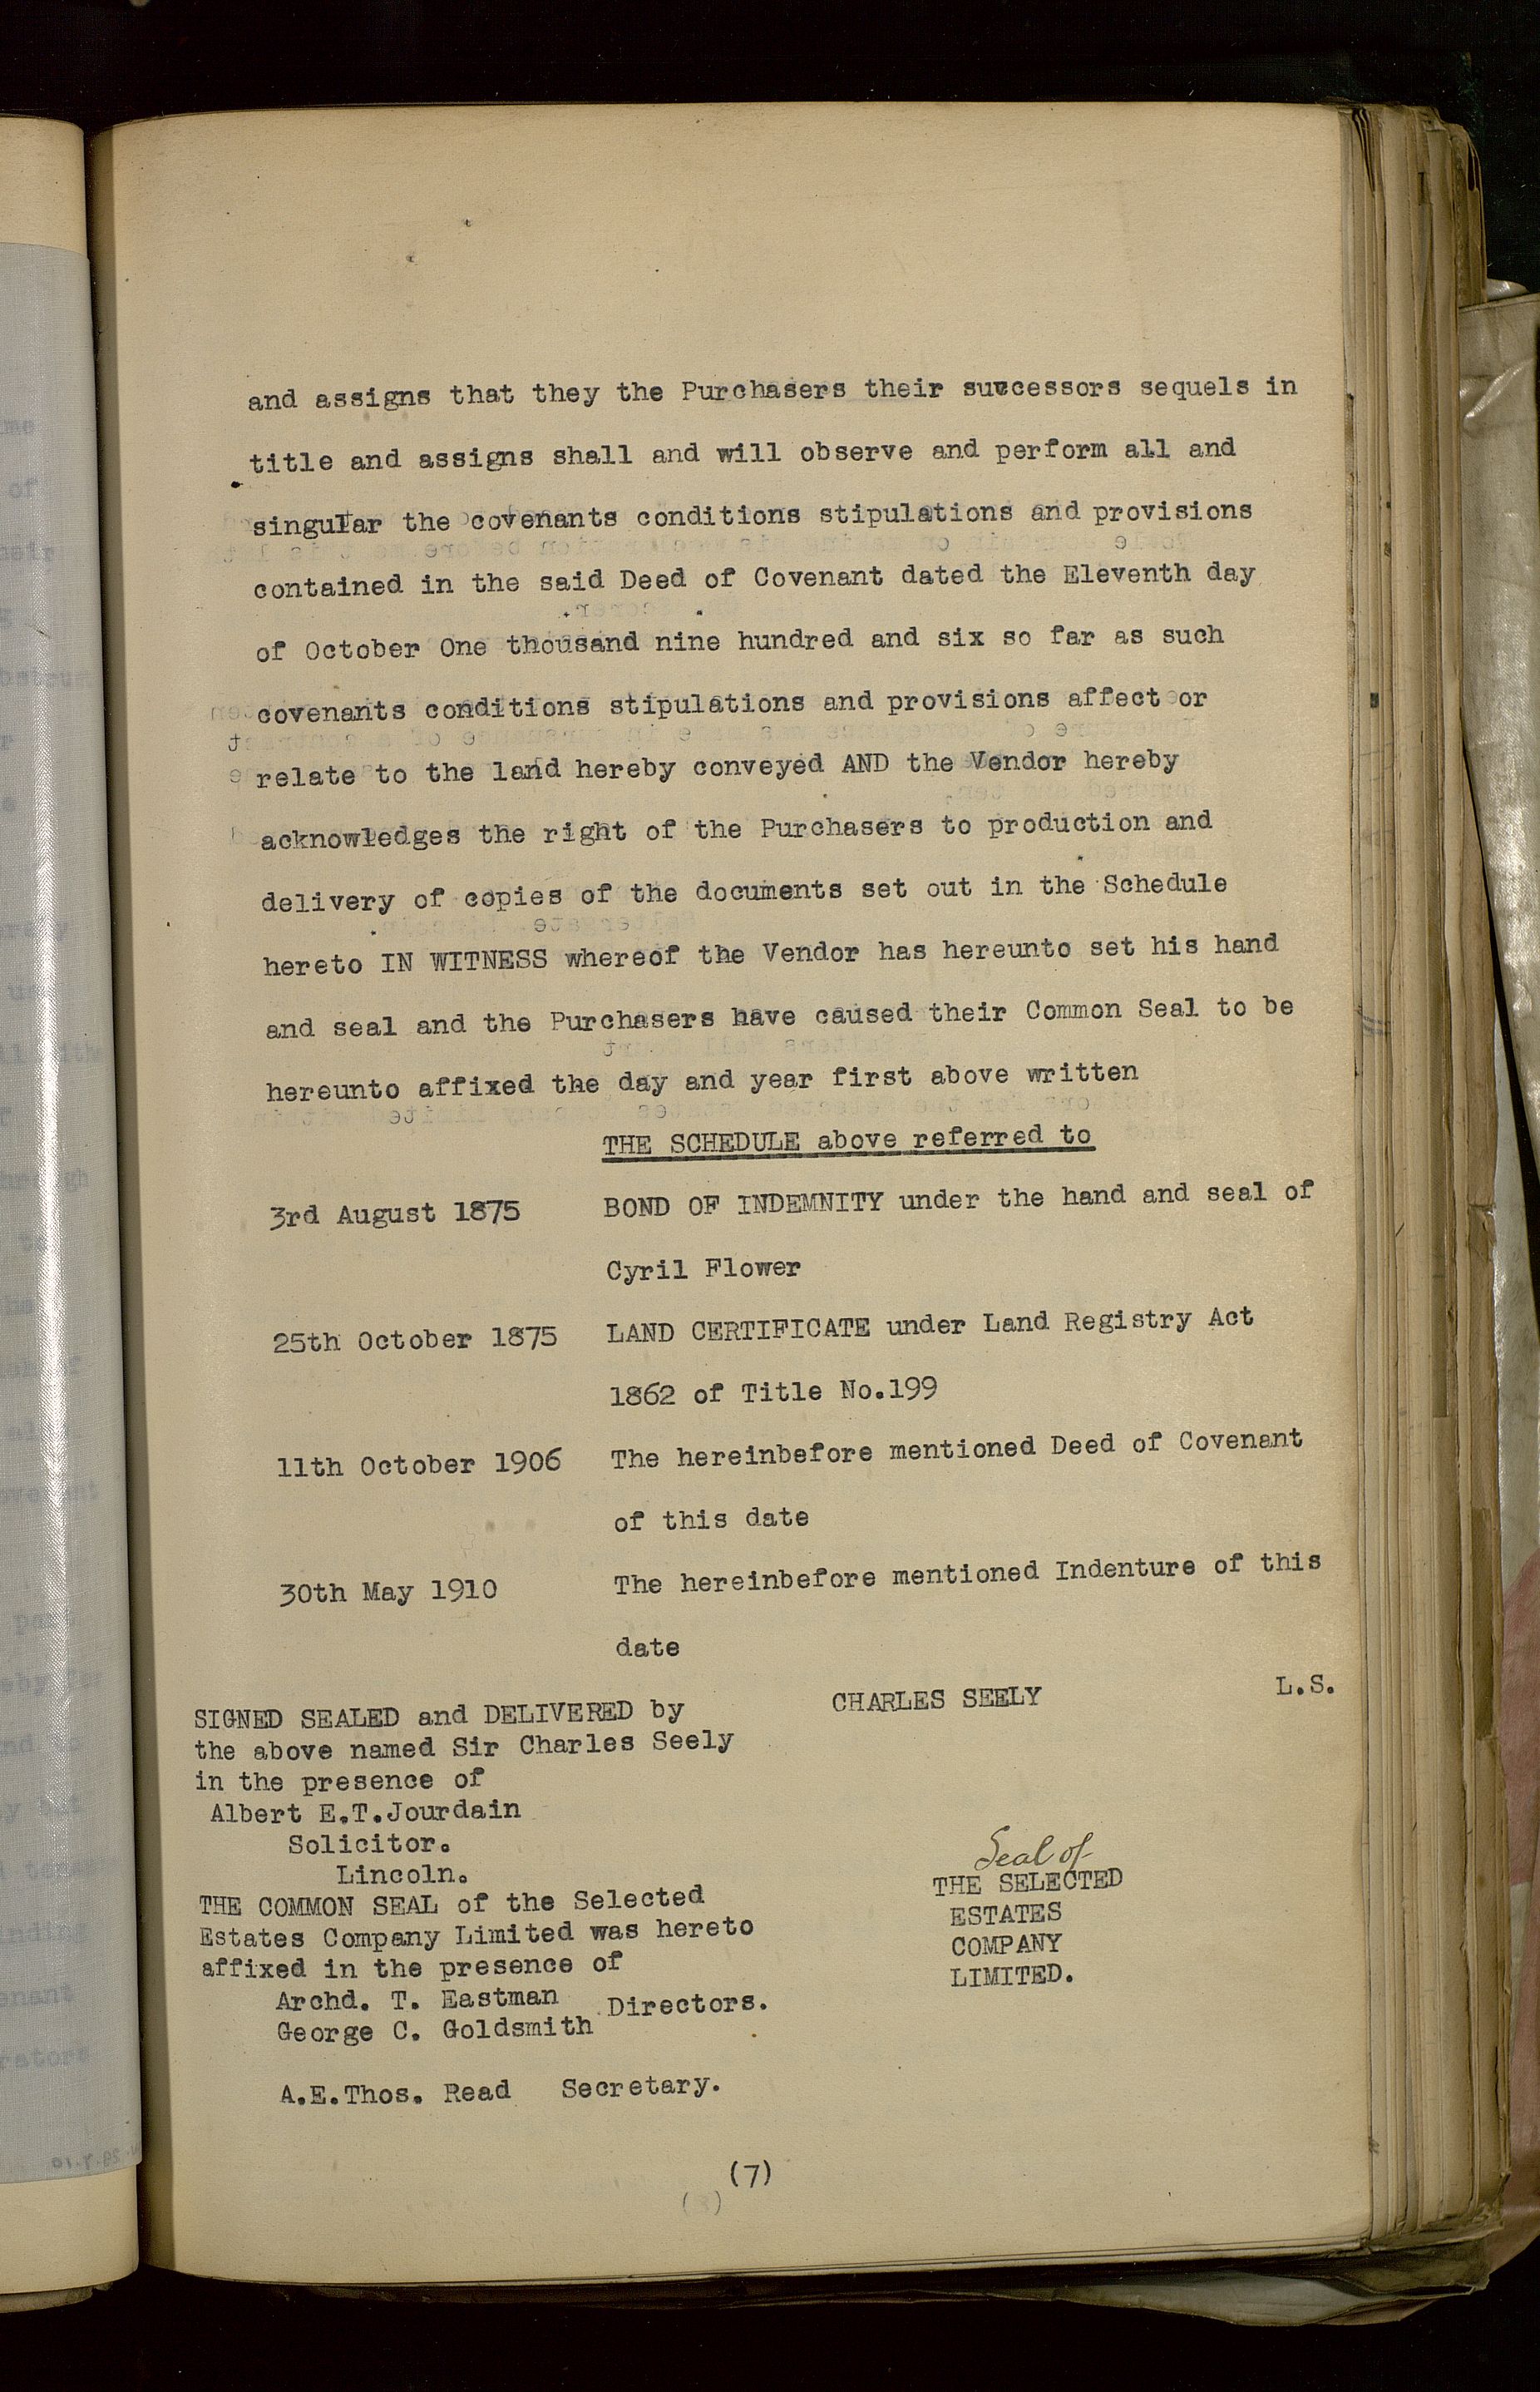 and assigns that they the Purchasers their successors sequels in
title and assigns shall and will observe and perform all and
singular the covenants conditions stipulations and provisions
contained in the said Deed of Covenant dated the Eleventh day
of October One thousand nine hundred and six so far as such
covenants conditions stipulations and provisions affect or
relate to the land hereby conveyed AND the Vendor hereby
acknowledges the right of the Purchasers to production and
delivery of copies of the documents set out in the Schedule
hereto IN WITNESS whereof the Vendor has hereunto set his hand
and seal and the Purchasers have caused their Common Seal to be
hereunto affixed the day and year first above written
THE SCHEDULE above referred to
3rd August 1875 BOND OF INDEMNITY under the hand and seal of
Cyril Flower
25th October 1875 LAND CERTIFICATE under Land Registry Act
1862 of Title No.199
11th October 1906 The hereinbefore mentioned Deed of Covenant
of this date
30th May 1910 The hereinbefore mentioned Indenture of this
date
SIGNED SEALED and DELIVERED by CHARLES SEELY L.S.
the above named Sir Charles Seely
in the presence of
Albert E.T.Jourdain
Solicitor.
Lincoln.
Seal of
THE SELECTED
ESTATES
COMPANY
LIMITED.
THE COMMON SEAL of the Selected
Estates Company Limited was hereto
affixed in the presence of
Archd. T. Eastman
Directors.
George C. Goldsmith
A.E.Thos. Read Secretary.
(7)